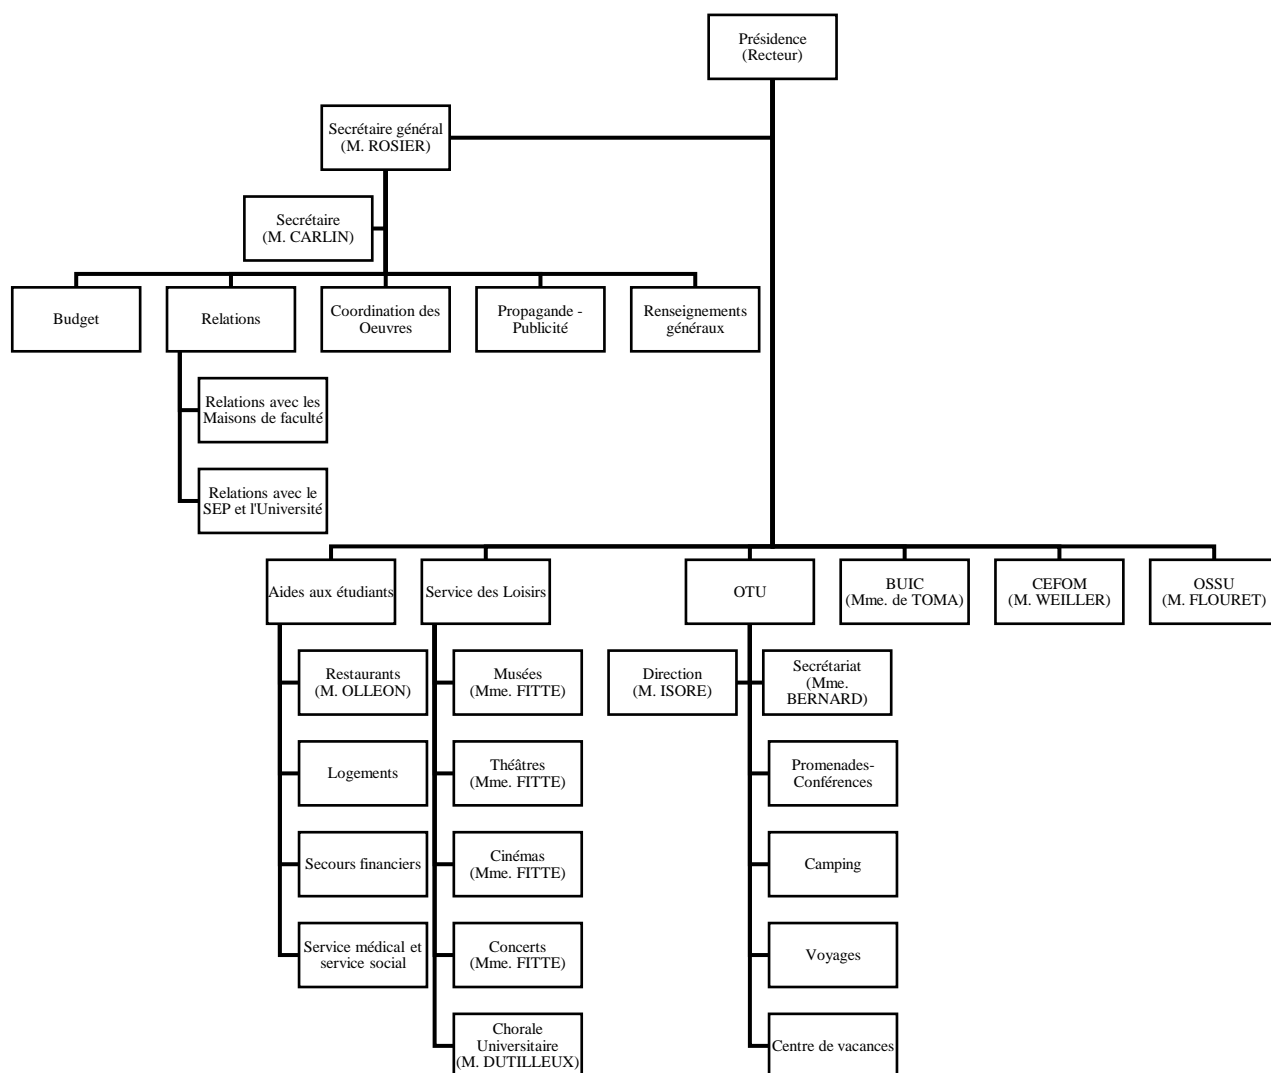 Présidence
(Recteur)
Secrétaire général
(M. ROSIER)
Secrétaire
(M. CARLIN)
Budget
Relations
Coordination des
Oeuvres
Propagande -
Publicité
Renseignements
généraux
Relations avec les
Maisons de faculté
Relations avec le
SEP et l'Université
Aides aux étudiants
Service des Loisirs
OTU
BUIC
(Mme. de TOMA)
CEFOM
(M. WEILLER)
OSSU
(M. FLOURET)
Restaurants
(M. OLLEON)
Logements
Secours financiers
Service médical et
service social
Musées
(Mme. FITTE)
Théâtres
(Mme. FITTE)
Cinémas
(Mme. FITTE)
Concerts
(Mme. FITTE)
Chorale
Universitaire
(M. DUTILLEUX)
Direction
(M. ISORE)
Secrétariat
(Mme.
BERNARD)
Promenades-
Conférences
Camping
Voyages
Centre de vacances